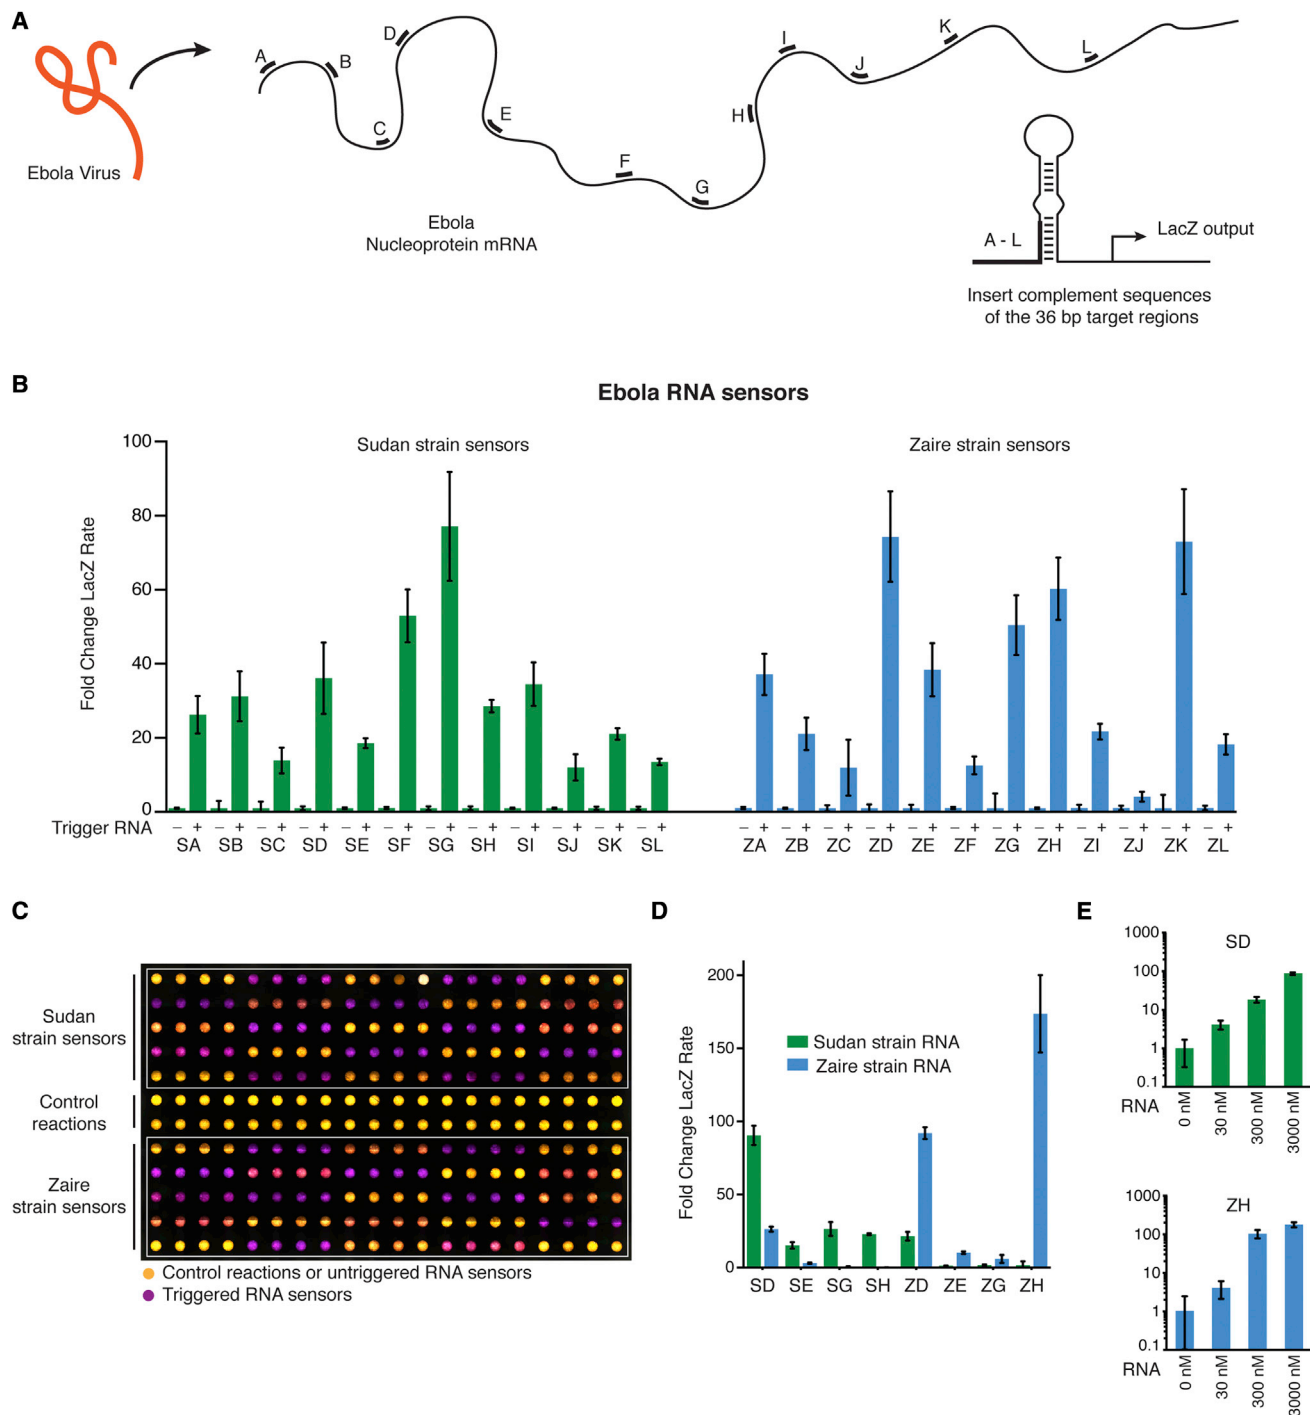 A
Ebola Virus
A
B
C
D
E
F
G
H
I
J
K
L
Ebola
Nucleoprotein mRNA
A - L
LacZ output
Insert complement sequences
of the 36 bp target regions
B
Ebola RNA sensors
Sudan strain sensors
Zaire strain sensors
Fold Change LacZ Rate
100
80
60
40
20
0
Trigger RNA – + – + – + – + – + – + – + – + – + – + – + – + – + – + – + – + – + – + – + – + – + – + – + – +
SA SB SC SD SE SF SG SH SI SJ SK SL ZA ZB ZC ZD ZE ZF ZG ZH ZI ZJ ZK ZL
C
Sudan
strain sensors
Control
reactions
Zaire
strain sensors
Control reactions or untriggered RNA sensors
Triggered RNA sensors
D
Fold Change LacZ Rate
200
150
100
50
0
Sudan strain RNA
Zaire strain RNA
SD SE SG SH ZD ZE ZG ZH
E
SD
1000
100
10
1
0.1
RNA
0 nM
30 nM
300 nM
3000 nM
ZH
1000
100
10
1
0.1
RNA
0 nM
30 nM
300 nM
3000 nM